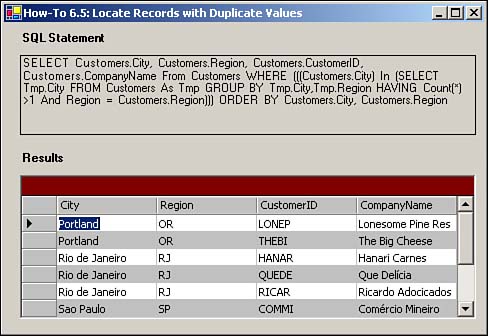 How-To 6.5: Locate Records with Duplicate Values
SQL Statement
SELECT Customers.City, Customers.Region, Customers.CustomerID,
Customers.CompanyName From Customers WHERE (((Customers.City) In (SELECT
Tmp.City FROM Customers As Tmp GROUP BY Tmp.City,Tmp.Region HAVING Count(*)
>1 And Region = Customers.Region))) ORDER BY Customers.City, Customers.Region
Results
City Region CustomerID CompanyName
Portland OR LONEP Lonesome Pine Res
Portland OR THEBI The Big Cheese
Rio de Janeiro RJ HANAR Hanari Carnes
Rio de Janeiro RJ QUEDE Que Delícia
Rio de Janeiro RJ RICAR Ricardo Adocicados
Sao Paulo SP COMMI Comércio Mineiro